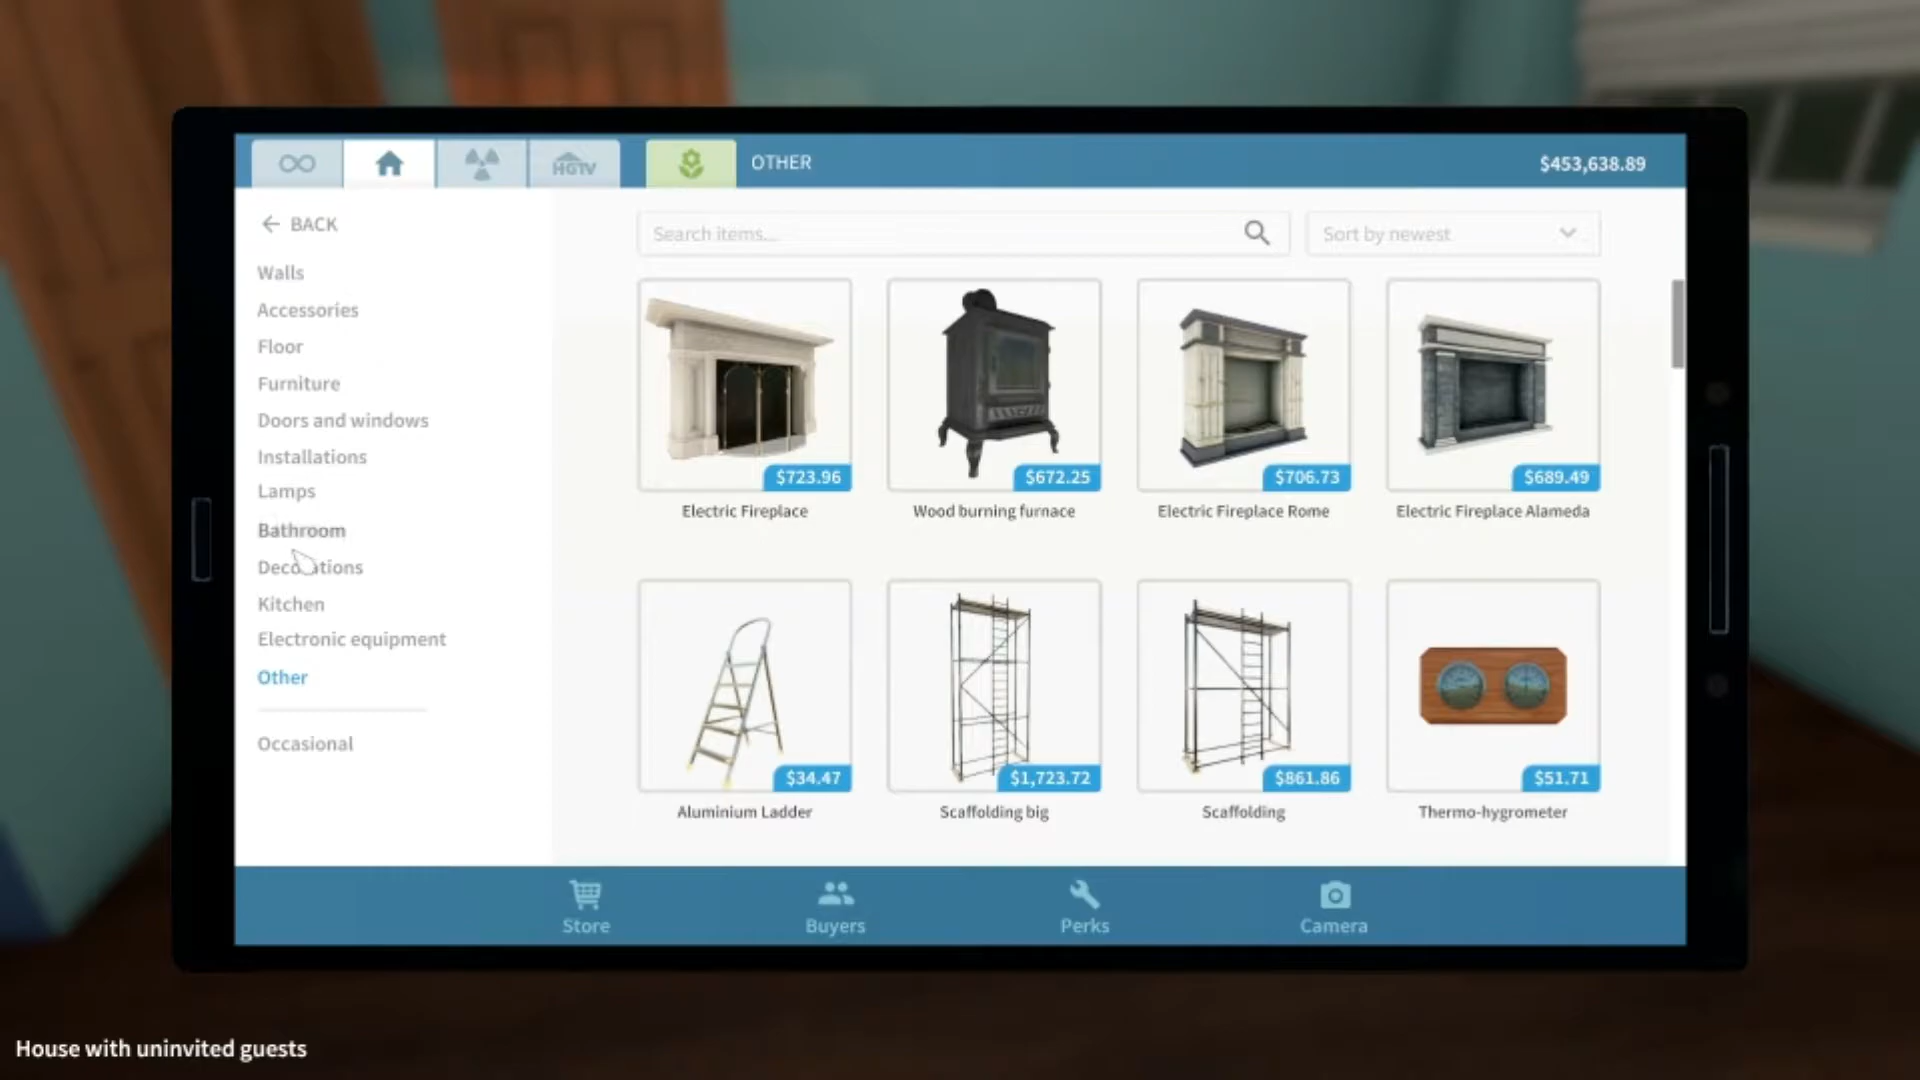 HGTV
OTHER
$453,638.89
BACK
Search items...
Sort by newest
Walls
Accessories
Floor
Furniture
Doors and windows
Installations
Lamps
Bathroom
Decorations
Kitchen
Electronic equipment
Other
Occasional
$723.96
$672.25
$706.73
$689.49
Electric Fireplace
Wood burning furnace
Electric Fireplace Rome
Electric Fireplace Alameda
$34.47
$1,723.72
$861.86
$51.71
Aluminium Ladder
Scaffolding big
Scaffolding
Thermo-hygrometer
Store
Buyers
Perks
Camera
House with uninvited guests